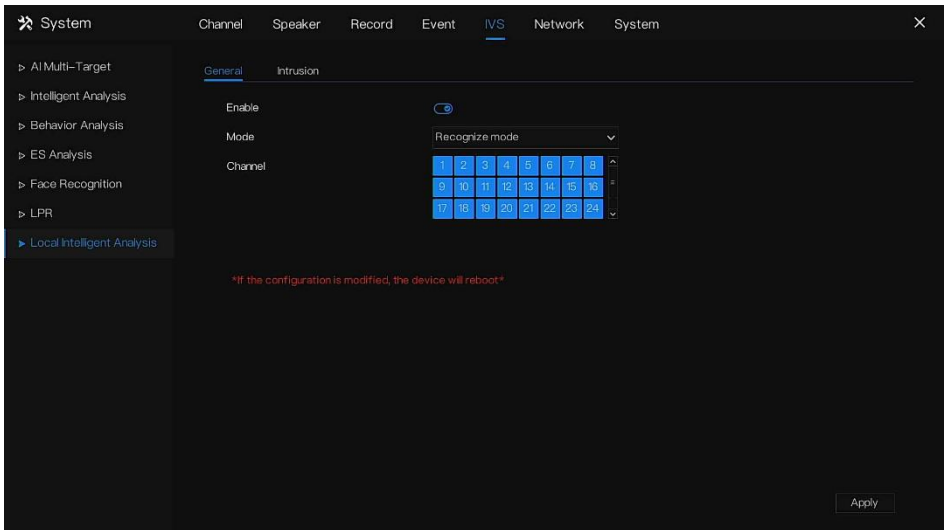 System Channel Speaker Record Event IVS Network System
AI Multi-Target
Intelligent Analysis
Behavior Analysis
ES Analysis
Face Recognition
LPR
Local Intelligent Analysis
General Intrusion
Enable
Mode Recognize mode
Channel 1 2 3 4 5 6 7 8
9 10 11 12 13 14 15 16
17 18 19 20 21 22 23 24
*If the configuration is modified, the device will reboot*
Apply